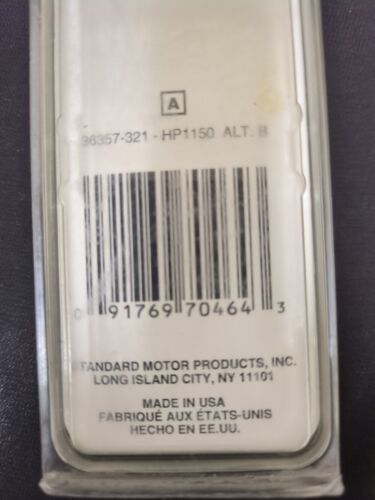 A
36357-321 - HP1150 ALT. B
0 91769 70464 3
STANDARD MOTOR PRODUCTS, INC.
LONG ISLAND CITY, NY 11101
MADE IN USA
FABRIQUÉ AUX ÉTATS-UNIS
HECHO EN EE.UU.